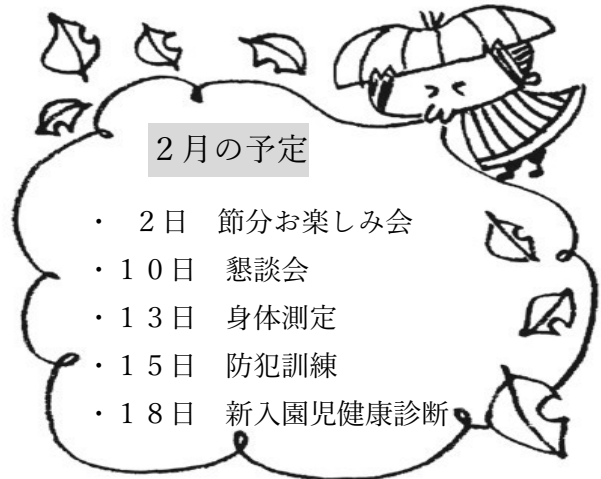 ２月の予定
・　２日　節分お楽しみ会
・１０日　懇談会
・１３日　身体測定
・１５日　防犯訓練
・１８日　新入園児健康診断